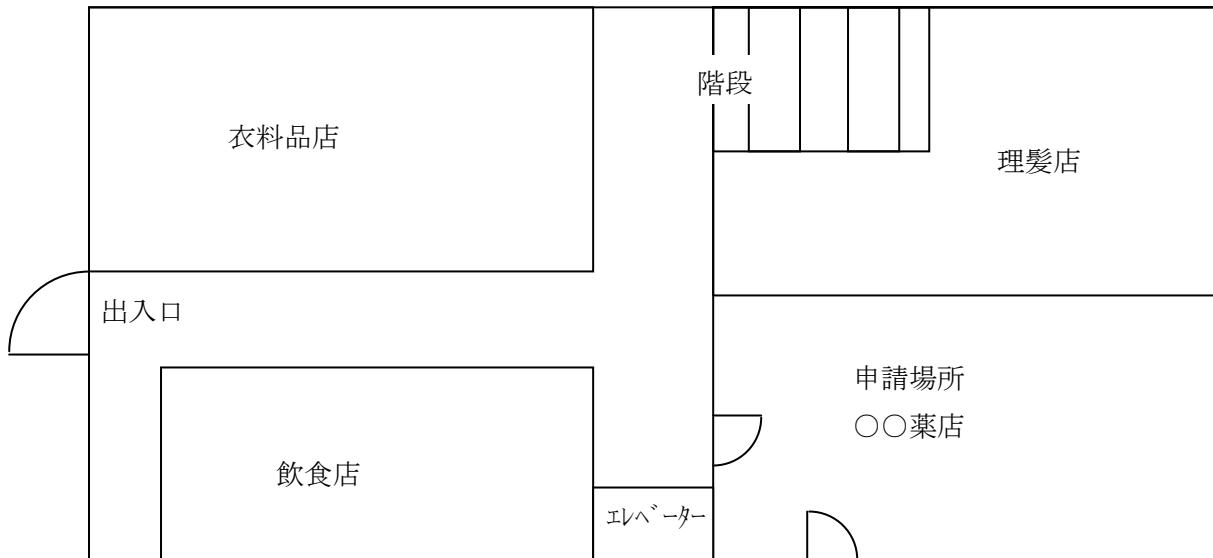 階段
衣料品店
理髪店
出入口
申請場所
○○薬店
飲食店
ｴﾚﾍﾞｰﾀｰ